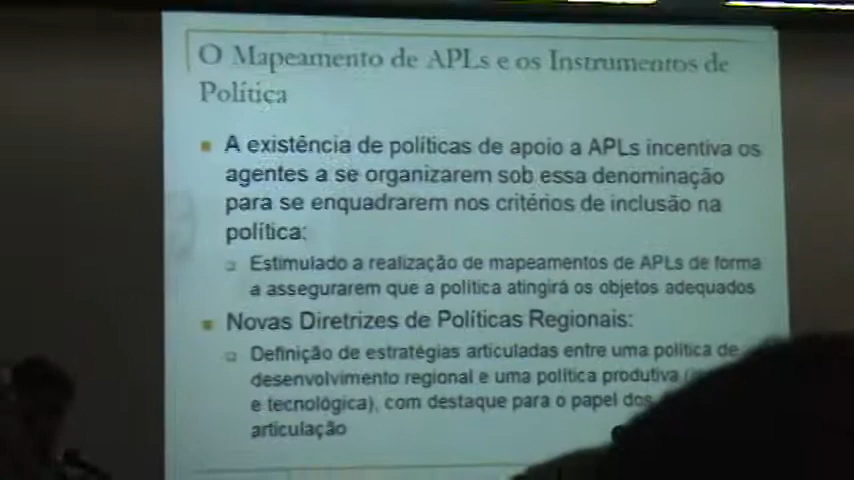 O Mapeamento de APLs e os Instrumentos de
Política
A existência de políticas de apoio a APLs incentiva os
agentes a se organizarem sob essa denominação
para se enquadrarem nos critérios de inclusão na
política:
Estimulado a realização de mapeamentos de APLs de forma
a assegurarem que a política atingirá os objetos adequados
Novas Diretrizes de Políticas Regionais:
Definição de estratégias articuladas entre uma política de
desenvolvimento regional e uma política produtiva
e tecnológica), com destaque para o papel dos
articulação